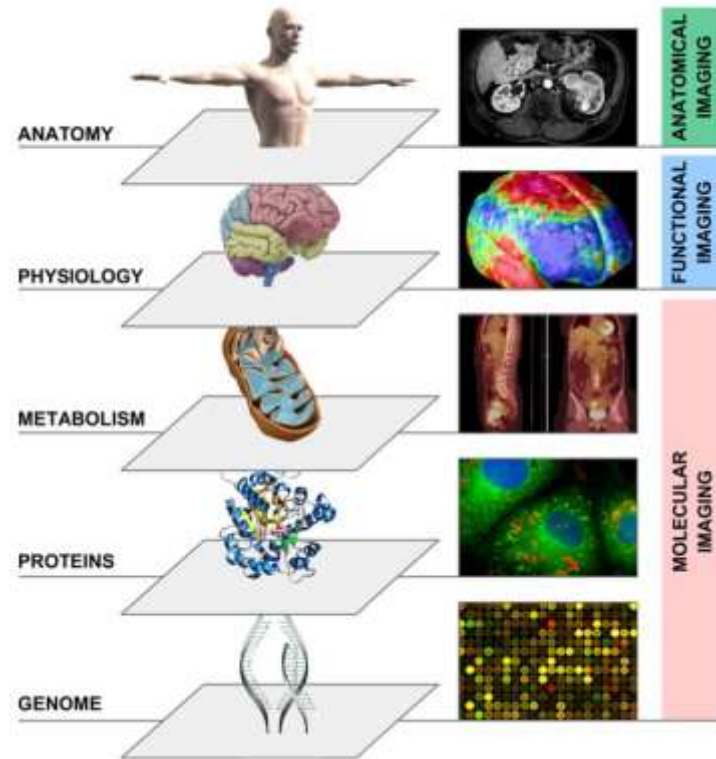 ANATOMY
ANATOMICAL
IMAGING
PHYSIOLOGY
FUNCTIONAL
IMAGING
METABOLISM
PROTEINS
MOLECULAR
IMAGING
GENOME